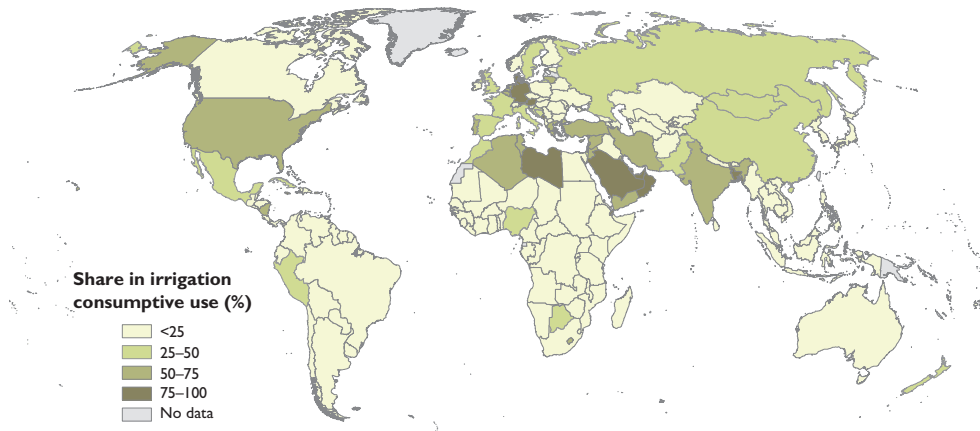 Share in irrigation
consumptive use (%)
<25
25–50
50–75
75–100
No data